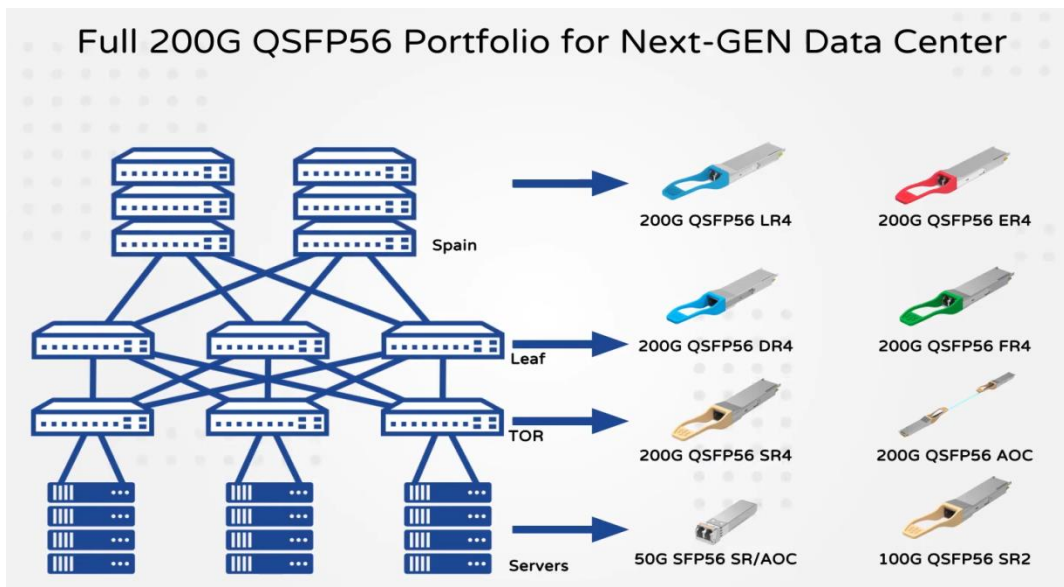 Full 200G QSFP56 Portfolio for Next-GEN Data Center
Spain
200G QSFP56 LR4
200G QSFP56 ER4
Leaf
200G QSFP56 DR4
200G QSFP56 FR4
TOR
200G QSFP56 SR4
200G QSFP56 AOC
Servers
50G SFP56 SR/AOC
100G QSFP56 SR2